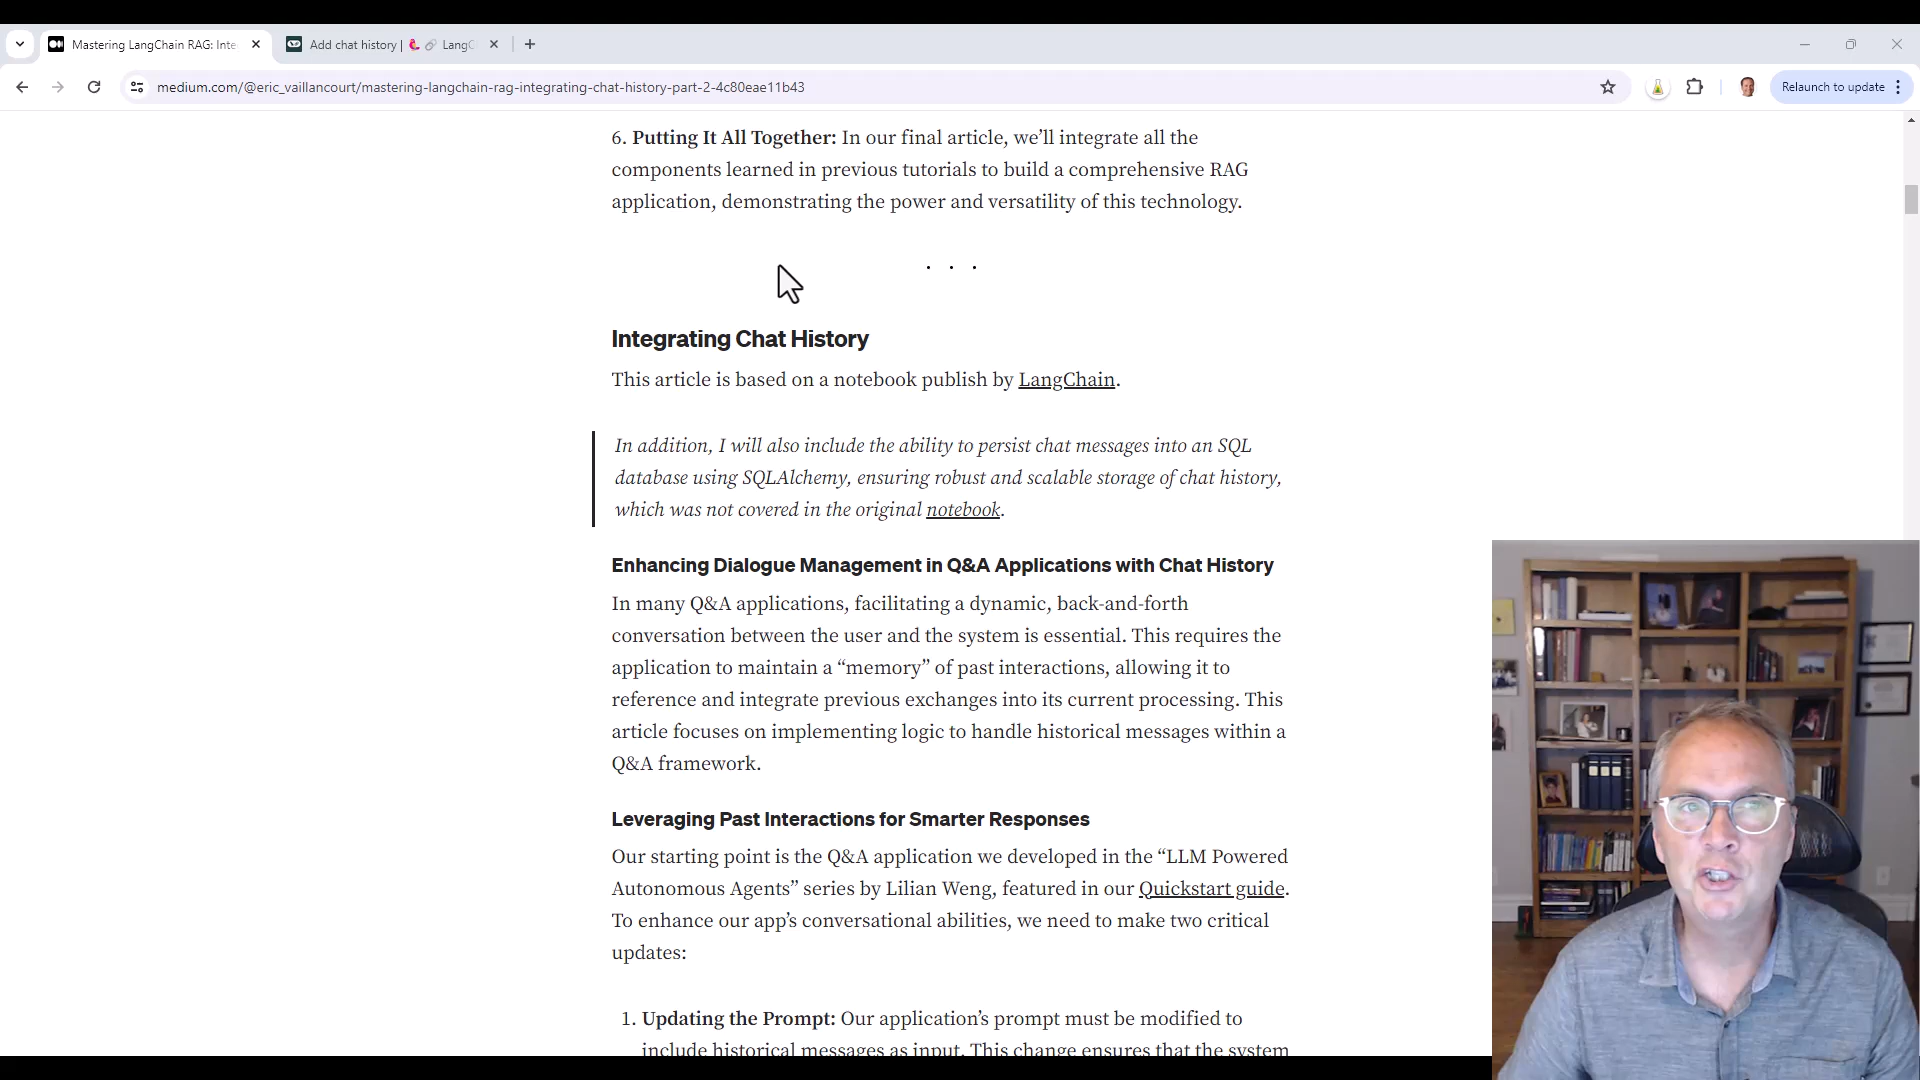 Mastering LangChain RAG: Inte
Add chat history | LangC
medium.com/@eric_vaillancourt/mastering-langchain-rag-integrating-chat-history-part-2-4c80eae11b43
Relaunch to update
6. Putting It All Together: In our final article, we’ll integrate all the
components learned in previous tutorials to build a comprehensive RAG
application, demonstrating the power and versatility of this technology.
. . .
Integrating Chat History
This article is based on a notebook publish by LangChain.
In addition, I will also include the ability to persist chat messages into an SQL
database using SQLAlchemy, ensuring robust and scalable storage of chat history,
which was not covered in the original notebook.
Enhancing Dialogue Management in Q&A Applications with Chat History
In many Q&A applications, facilitating a dynamic, back-and-forth
conversation between the user and the system is essential. This requires the
application to maintain a “memory” of past interactions, allowing it to
reference and integrate previous exchanges into its current processing. This
article focuses on implementing logic to handle historical messages within a
Q&A framework.
Leveraging Past Interactions for Smarter Responses
Our starting point is the Q&A application we developed in the “LLM Powered
Autonomous Agents” series by Lilian Weng, featured in our Quickstart guide.
To enhance our app’s conversational abilities, we need to make two critical
updates:
1. Updating the Prompt: Our application’s prompt must be modified to
include historical messages as input. This change ensures that the system